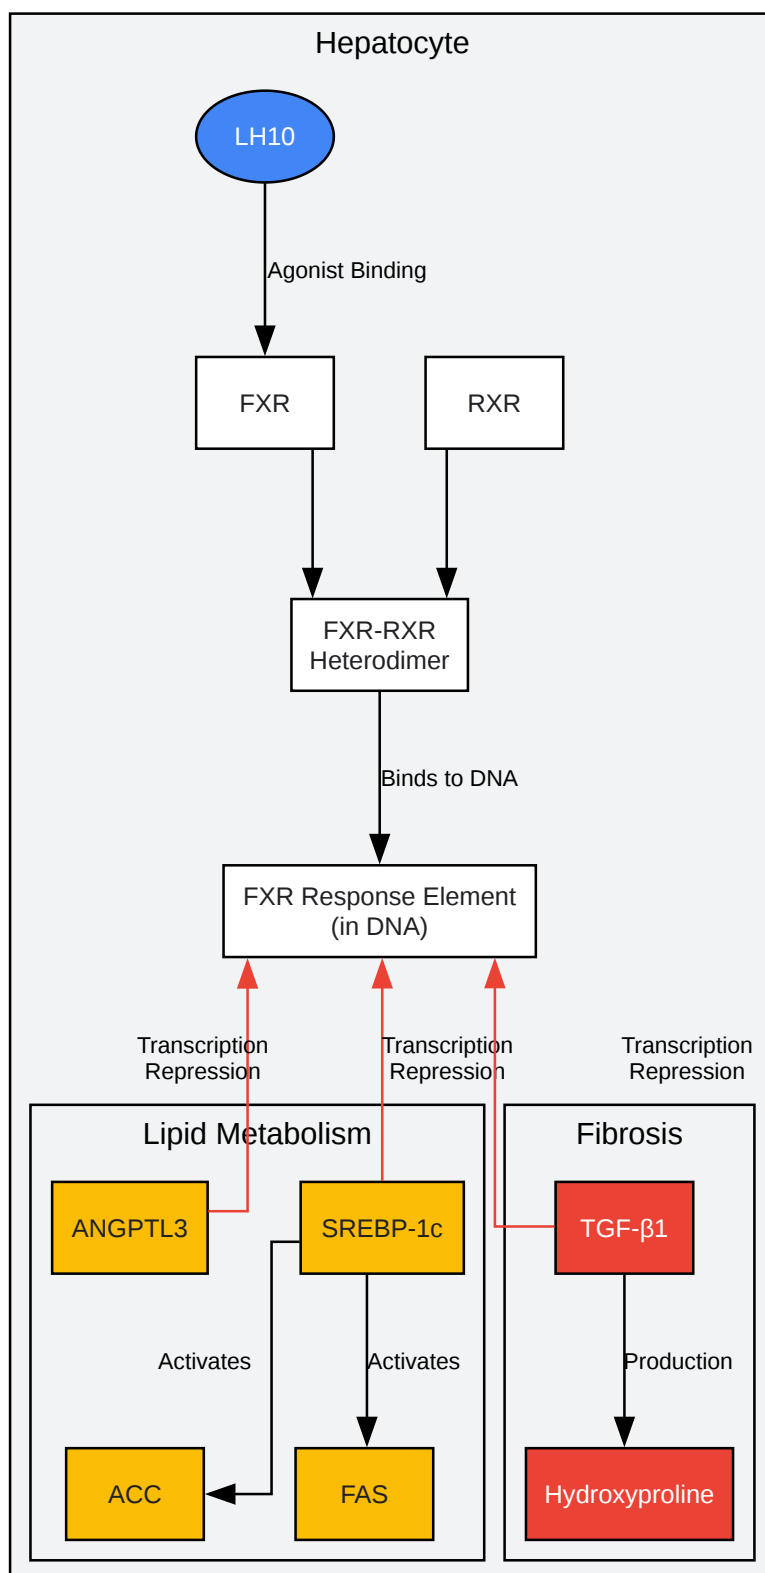 Hepatocyte
LH10
Agonist Binding
FXR
RXR
FXR-RXR
Heterodimer
Binds to DNA
FXR Response Element
(in DNA)
Transcription
Repression
Transcription
Repression
Transcription
Repression
Lipid Metabolism
Fibrosis
ANGPTL3
SREBP-1c
TGF-β1
Activates
Activates
Production
ACC
FAS
Hydroxyproline